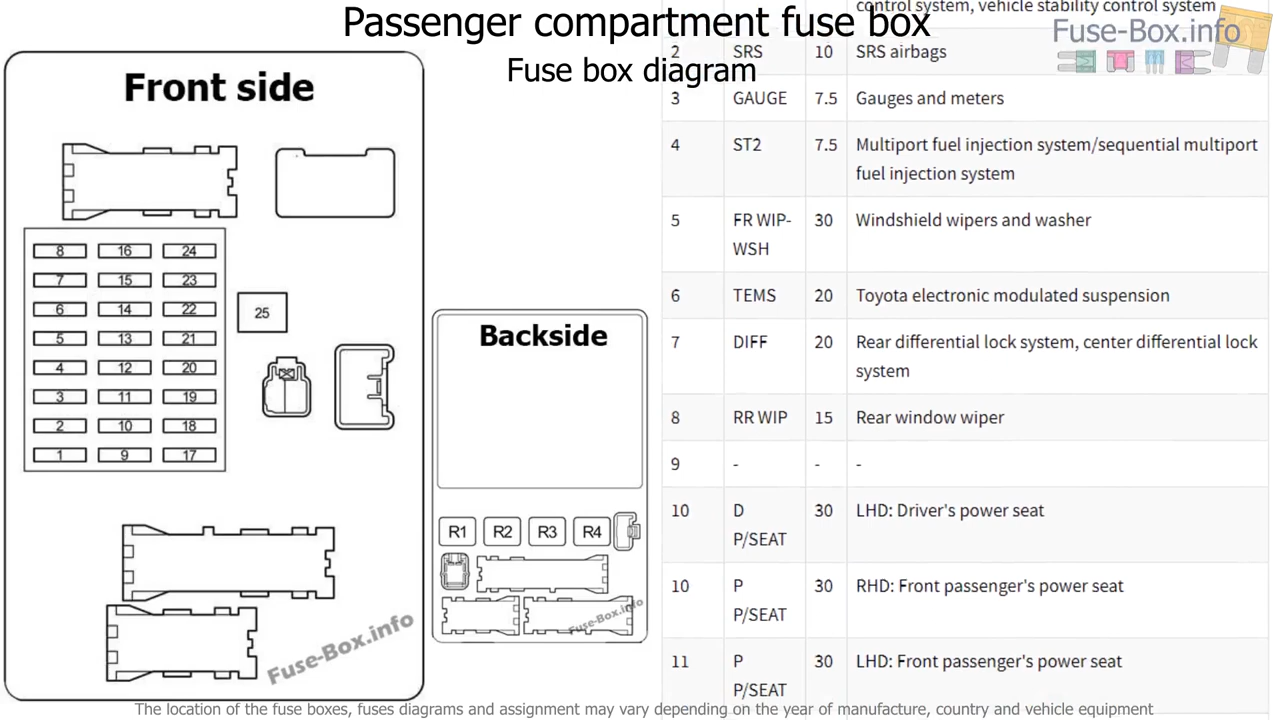 Passenger compartment fuse box
Fuse box diagram
Fuse-Box.info
Front side
8 16 24
7 15 23
6 14 22
5 13 21
4 12 20
3 11 19
2 10 18
1 9 17
25
Fuse-Box.info
Backside
R1 R2 R3 R4
Fuse-Box.info
control system, vehicle stability control system
2 SRS 10 SRS airbags
3 GAUGE 7.5 Gauges and meters
4 ST2 7.5 Multiport fuel injection system/sequential multiport
fuel injection system
5 FR WIP- 30 Windshield wipers and washer
WSH
6 TEMS 20 Toyota electronic modulated suspension
7 DIFF 20 Rear differential lock system, center differential lock
system
8 RR WIP 15 Rear window wiper
9 - - -
10 D 30 LHD: Driver's power seat
P/SEAT
10 P 30 RHD: Front passenger's power seat
P/SEAT
11 P 30 LHD: Front passenger's power seat
P/SEAT
The location of the fuse boxes, fuses diagrams and assignment may vary depending on the year of manufacture, country and vehicle equipment